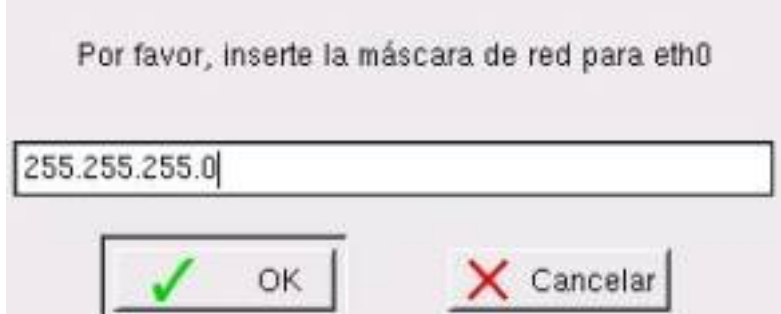 Por favor, inserte la máscara de red para eth0
255.255.255.0
OK
Cancelar